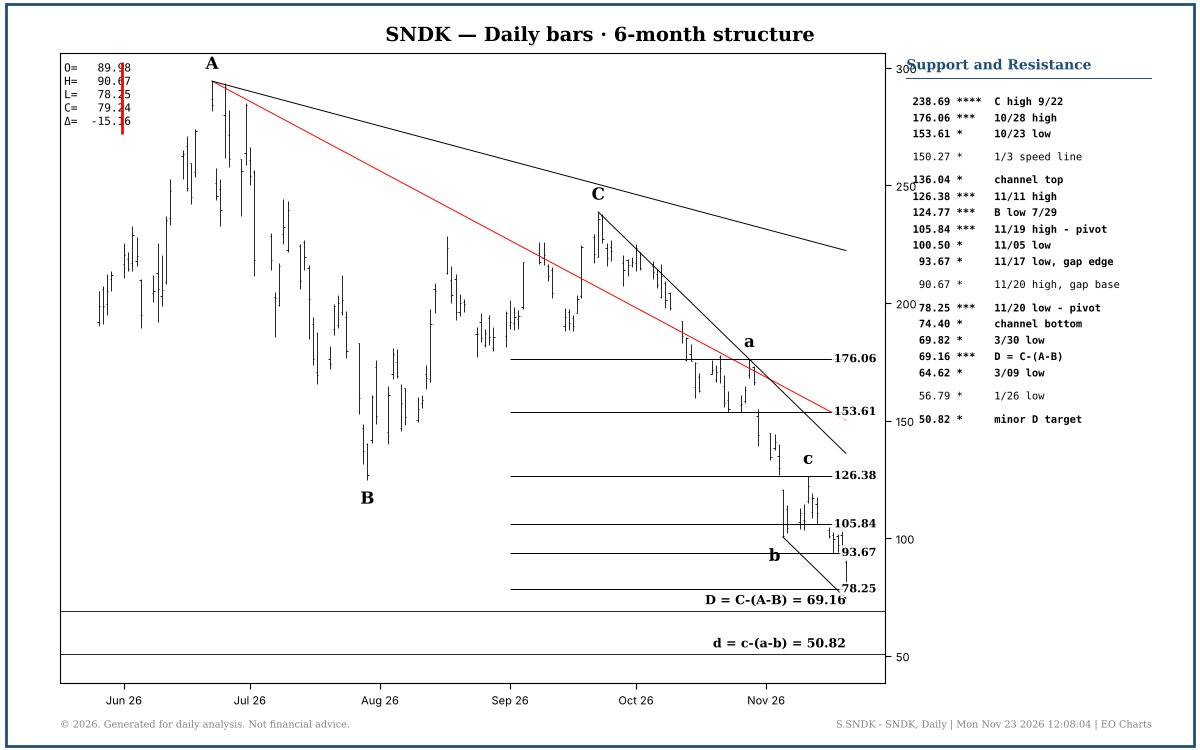 SNDK — Daily bars · 6-month structure
O= 89.98
H= 90.67
L= 78.25
C= 79.24
Δ= -15.16
A
C
B
a
c
b
176.06
153.61
126.38
105.84
93.67
78.25
D = C-(A-B) = 69.16
d = c-(a-b) = 50.82
300
250
200
150
100
50
Jun 26 Jul 26 Aug 26 Sep 26 Oct 26 Nov 26
Support and Resistance
238.69 **** C high 9/22
176.06 *** 10/28 high
153.61 * 10/23 low
150.27 * 1/3 speed line
136.04 * channel top
126.38 *** 11/11 high
124.77 *** B low 7/29
105.84 *** 11/19 high - pivot
100.50 * 11/05 low
93.67 * 11/17 low, gap edge
90.67 * 11/20 high, gap base
78.25 *** 11/20 low - pivot
74.40 * channel bottom
69.82 * 3/30 low
69.16 *** D = C-(A-B)
64.62 * 3/09 low
56.79 * 1/26 low
50.82 * minor D target
© 2026. Generated for daily analysis. Not financial advice.
S.SNDK - SNDK, Daily | Mon Nov 23 2026 12:08:04 | EO Charts